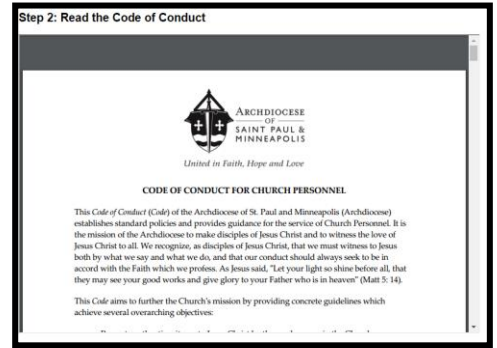 Step 2: Read the Code of Conduct
ARCHDIOCESE
OF
SAINT PAUL &
MINNEAPOLIS
United in Faith, Hope and Love
CODE OF CONDUCT FOR CHURCH PERSONNEL
This Code of Conduct (Code) of the Archdiocese of St. Paul and Minneapolis (Archdiocese)
establishes standard policies and provides guidance for the service of Church Personnel. It is
the mission of the Archdiocese to make disciples of Jesus Christ and to witness the love of
Jesus Christ to all. We recognize, as disciples of Jesus Christ, that we must witness to Jesus
both by what we say and what we do, and that our conduct should always seek to be in
accord with the Faith which we profess. As Jesus said, "Let your light so shine before all, that
they may see your good works and give glory to your Father who is in heaven" (Matt 5: 14).
This Code aims to further the Church's mission by providing concrete guidelines which
achieve several overarching objectives: